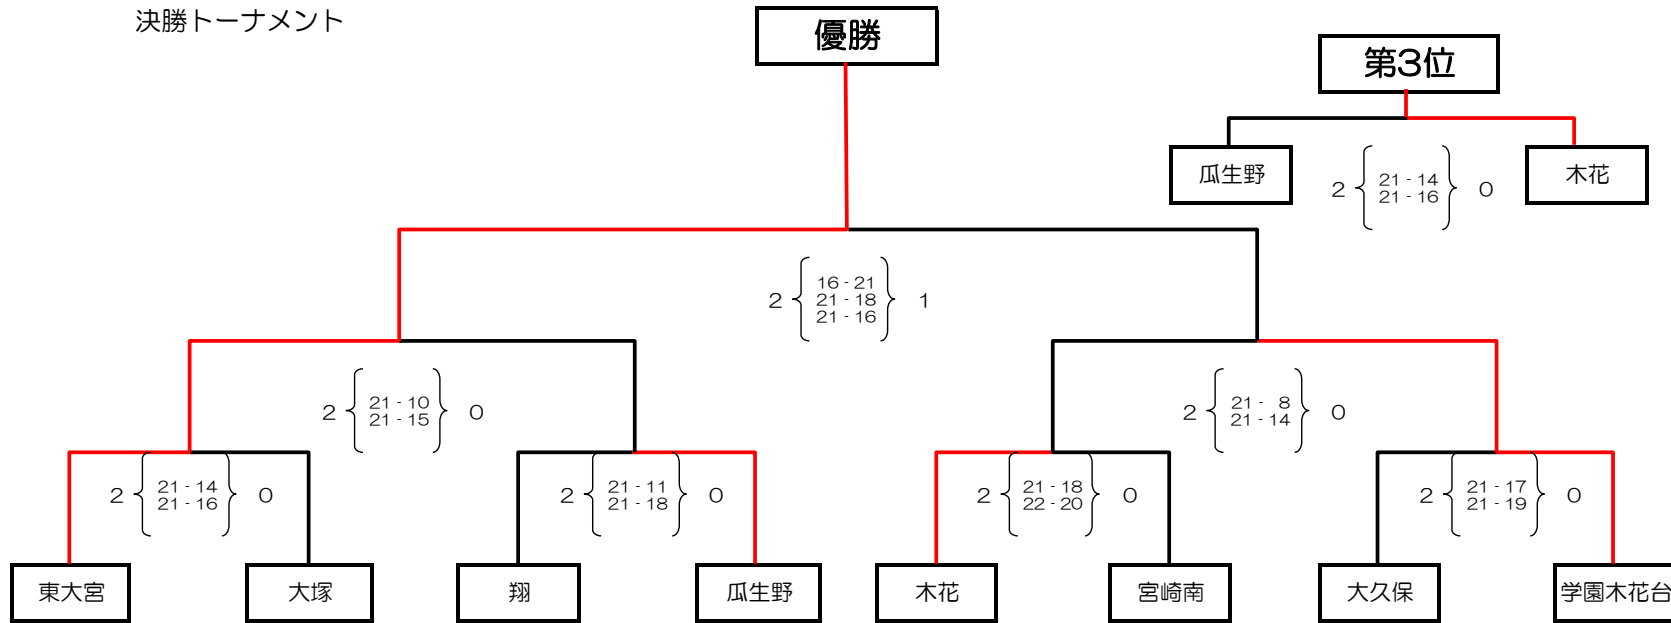 決勝トーナメント
優勝
第3位
瓜生野
木花
2
21 - 14
21 - 16
0
2
16 - 21
21 - 18
21 - 16
1
2
21 - 10
21 - 15
0
2
21 - 8
21 - 14
0
2
21 - 14
21 - 16
0
2
21 - 11
21 - 18
0
2
21 - 18
22 - 20
0
2
21 - 17
21 - 19
0
東大宮
大塚
翔
瓜生野
木花
宮崎南
大久保
学園木花台